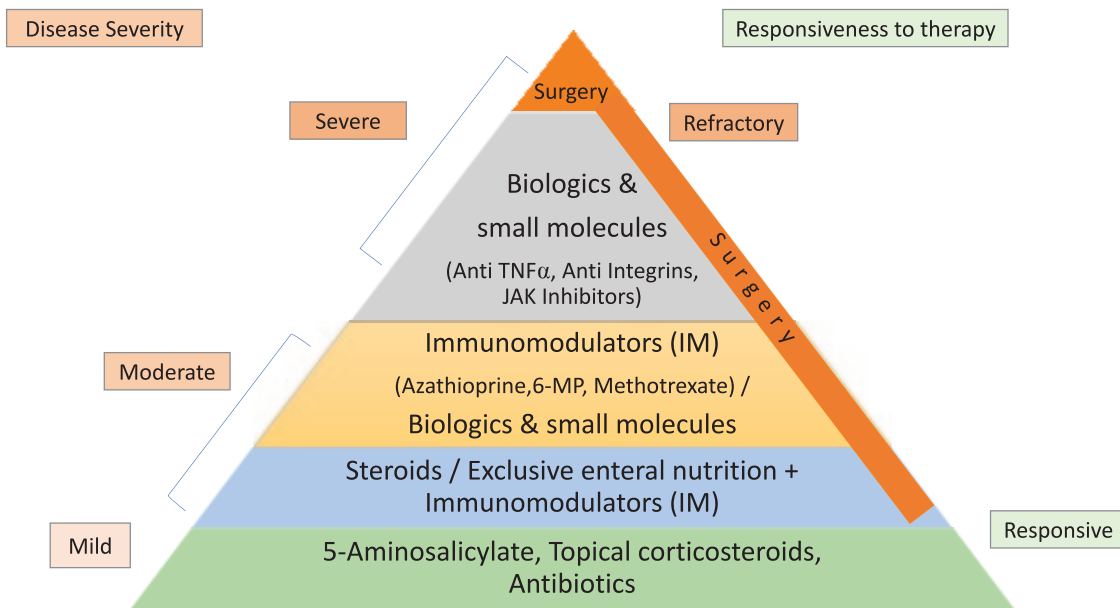 Disease Severity
Responsiveness to therapy
Surgery
Severe
Refractory
Biologics &
small molecules
(Anti TNFα, Anti Integrins,
JAK Inhibitors)
Surgery
Immunomodulators (IM)
Moderate
(Azathioprine,6-MP, Methotrexate) /
Biologics & small molecules
Steroids / Exclusive enteral nutrition +
Immunomodulators (IM)
Responsive
Mild
5-Aminosalicylate, Topical corticosteroids,
Antibiotics